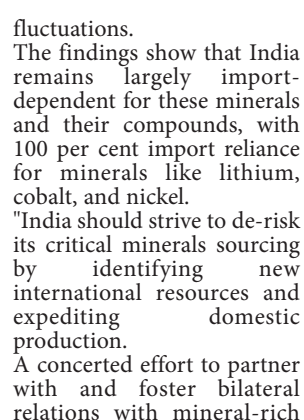 fluctuations.
The findings show that India
remains largely import-
dependent for these minerals
and their compounds, with
100 per cent import reliance
for minerals like lithium,
cobalt, and nickel.
"India should strive to de-risk
its critical minerals sourcing
by identifying new
international resources and
expediting domestic
production.
A concerted effort to partner
with and foster bilateral
relations with mineral-rich